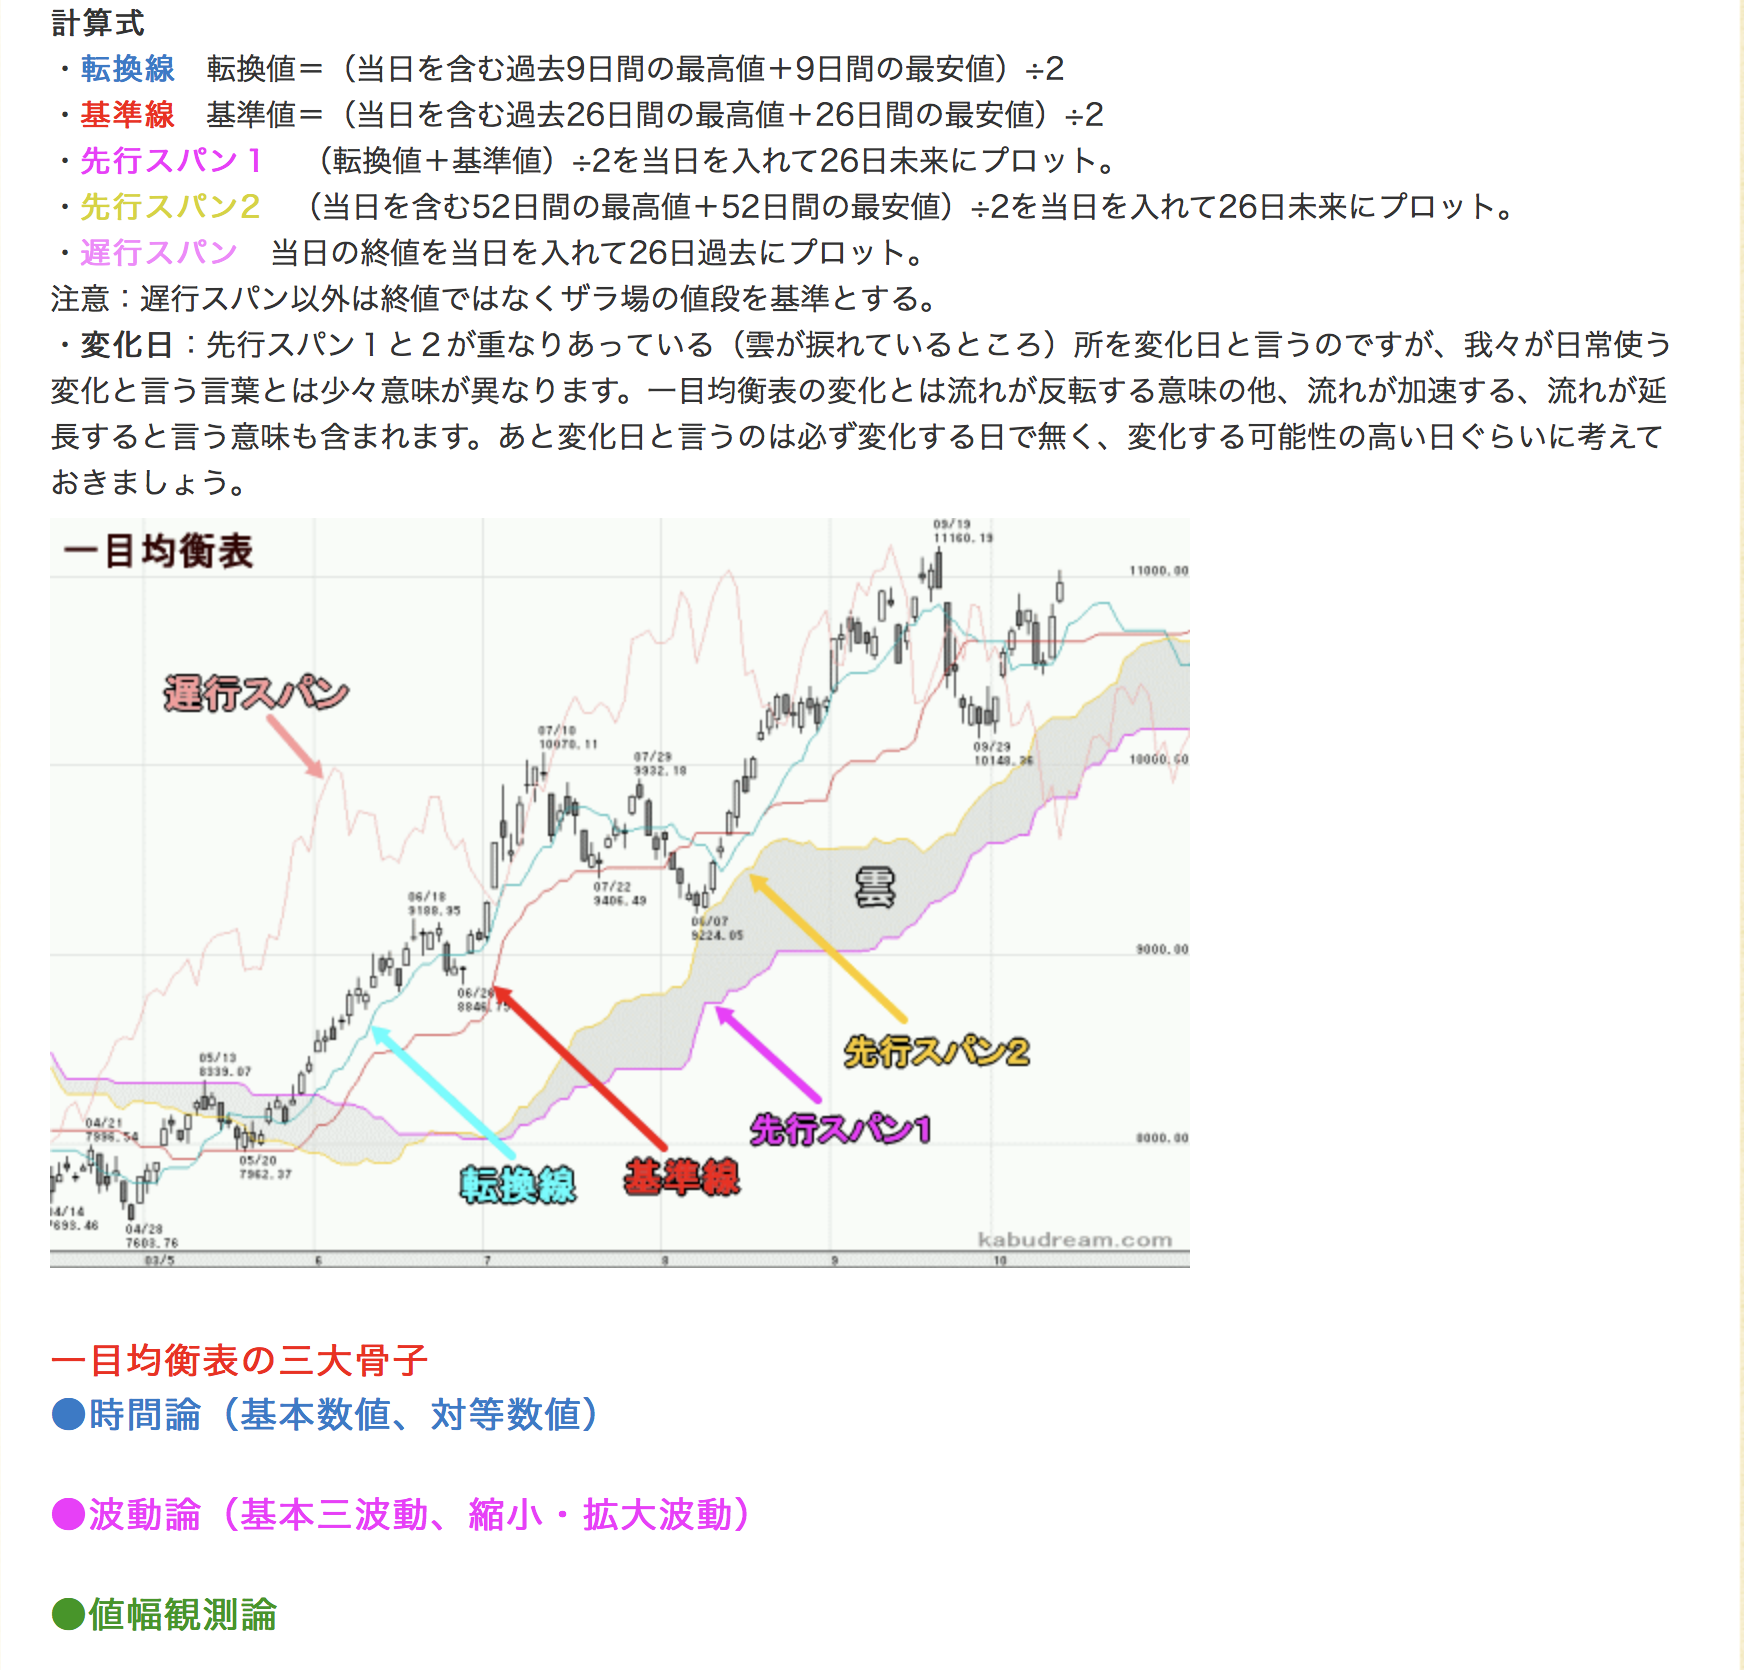 計算式
・転換線　転換値＝（当日を含む過去9日間の最高値＋9日間の最安値）÷2
・基準線　基準値＝（当日を含む過去26日間の最高値＋26日間の最安値）÷2
・先行スパン１　（転換値＋基準値）÷2を当日を入れて26日未来にプロット。
・先行スパン2　（当日を含む52日間の最高値＋52日間の最安値）÷2を当日を入れて26日未来にプロット。
・遅行スパン　当日の終値を当日を入れて26日過去にプロット。
注意：遅行スパン以外は終値ではなくザラ場の値段を基準とする。
・変化日：先行スパン１と２が重なりあっている（雲が捩れているところ）所を変化日と言うのですが、我々が日常使う
変化と言う言葉とは少々意味が異なります。一目均衡表の変化とは流れが反転する意味の他、流れが加速する、流れが延
長すると言う意味も含まれます。あと変化日と言うのは必ず変化する日で無く、変化する可能性の高い日ぐらいに考えて
おきましょう。
一目均衡表
09/19
11160.19
11000.00
遅行スパン
07/10
10070.11
07/29
9932.18
09/29
10140.36
10000.00
雲
07/22
9406.49
06/18
9188.95
9224.05
9000.00
06/26
先行スパン2
05/13
8339.07
先行スパン1
04/21
8000.00
05/20
7962.37
転換線
基準線
04/28
7603.76
kabudream.com
03/5
6
7
8
9
10
一目均衡表の三大骨子
●時間論（基本数値、対等数値）
●波動論（基本三波動、縮小・拡大波動）
●値幅観測論